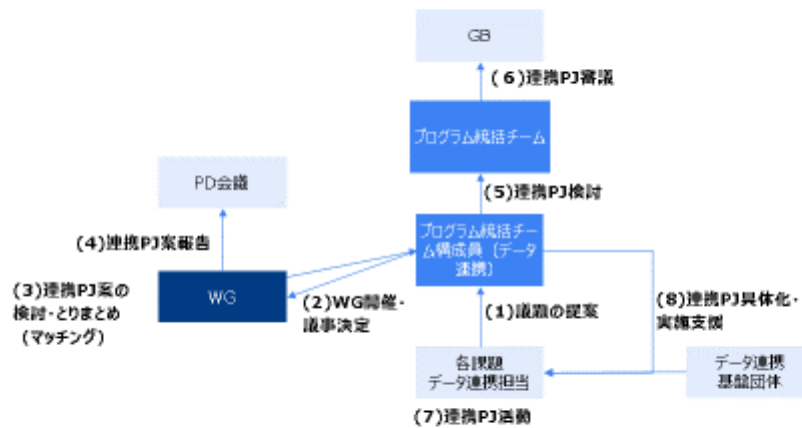 GB
(6)連携PJ審議
プログラム統括チーム
PD会議
(5)連携PJ検討
(4)連携PJ案報告
プログラム統括チ
ーム構成員（データ
連携）
(3)連携PJ案の
検討・とりまとめ
(マッチング)
WG
(2)WG開催・
議事決定
(1)議題の提案
(8)連携PJ具体化・
実施支援
各課題
データ連携担当
データ連携
基盤団体
(7)連携PJ活動